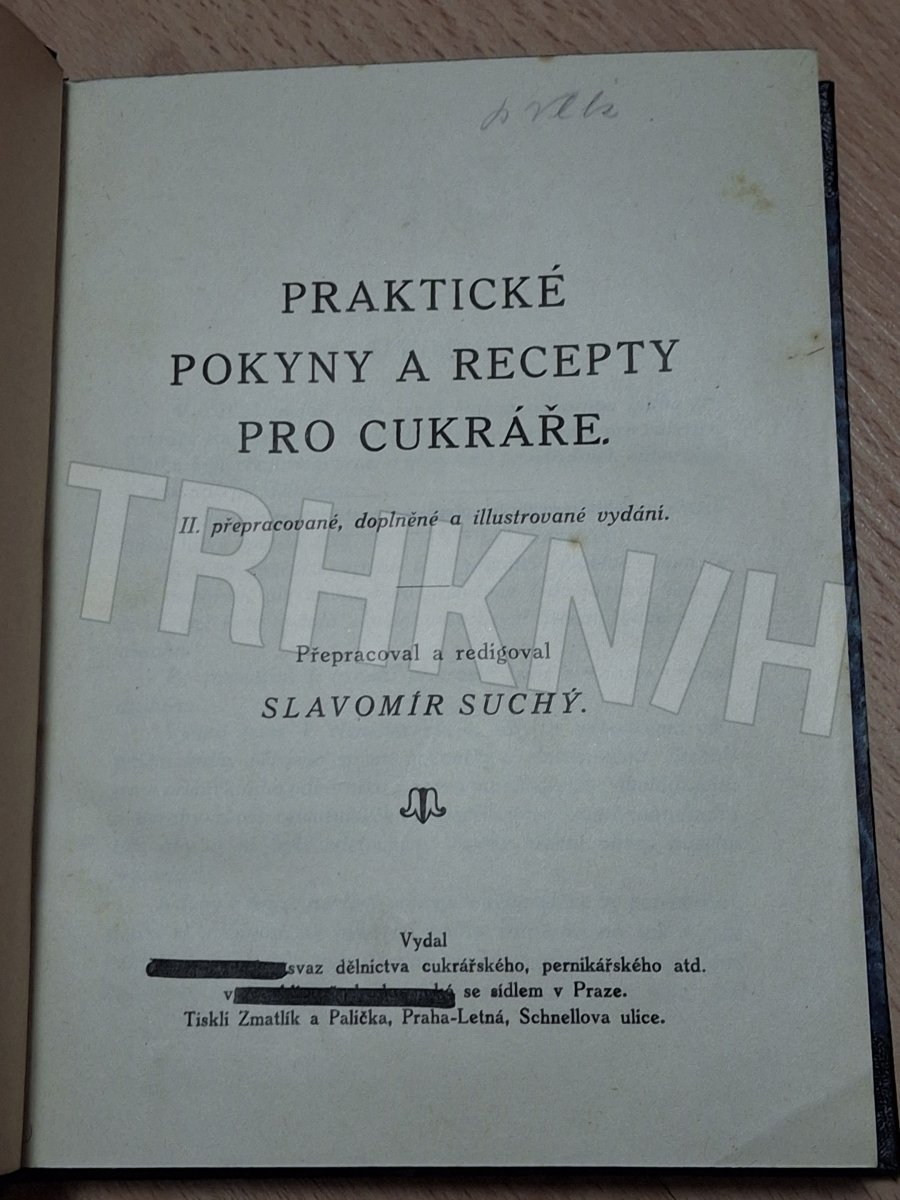 PRAKTICKÉ
POKYNY A RECEPTY
PRO CUKRÁŘE.
II. přepracované, doplněné a illustrované vydání.
TRHKN/H
Přepracoval a redigoval
SLAVOMÍR SUCHÝ.
Vydal
svaz dělnictva cukrářského, pernikářského atd.
v se sídlem v Praze.
Tiskli Zmatlík a Palička, Praha-Letná, Schnellova ulice.